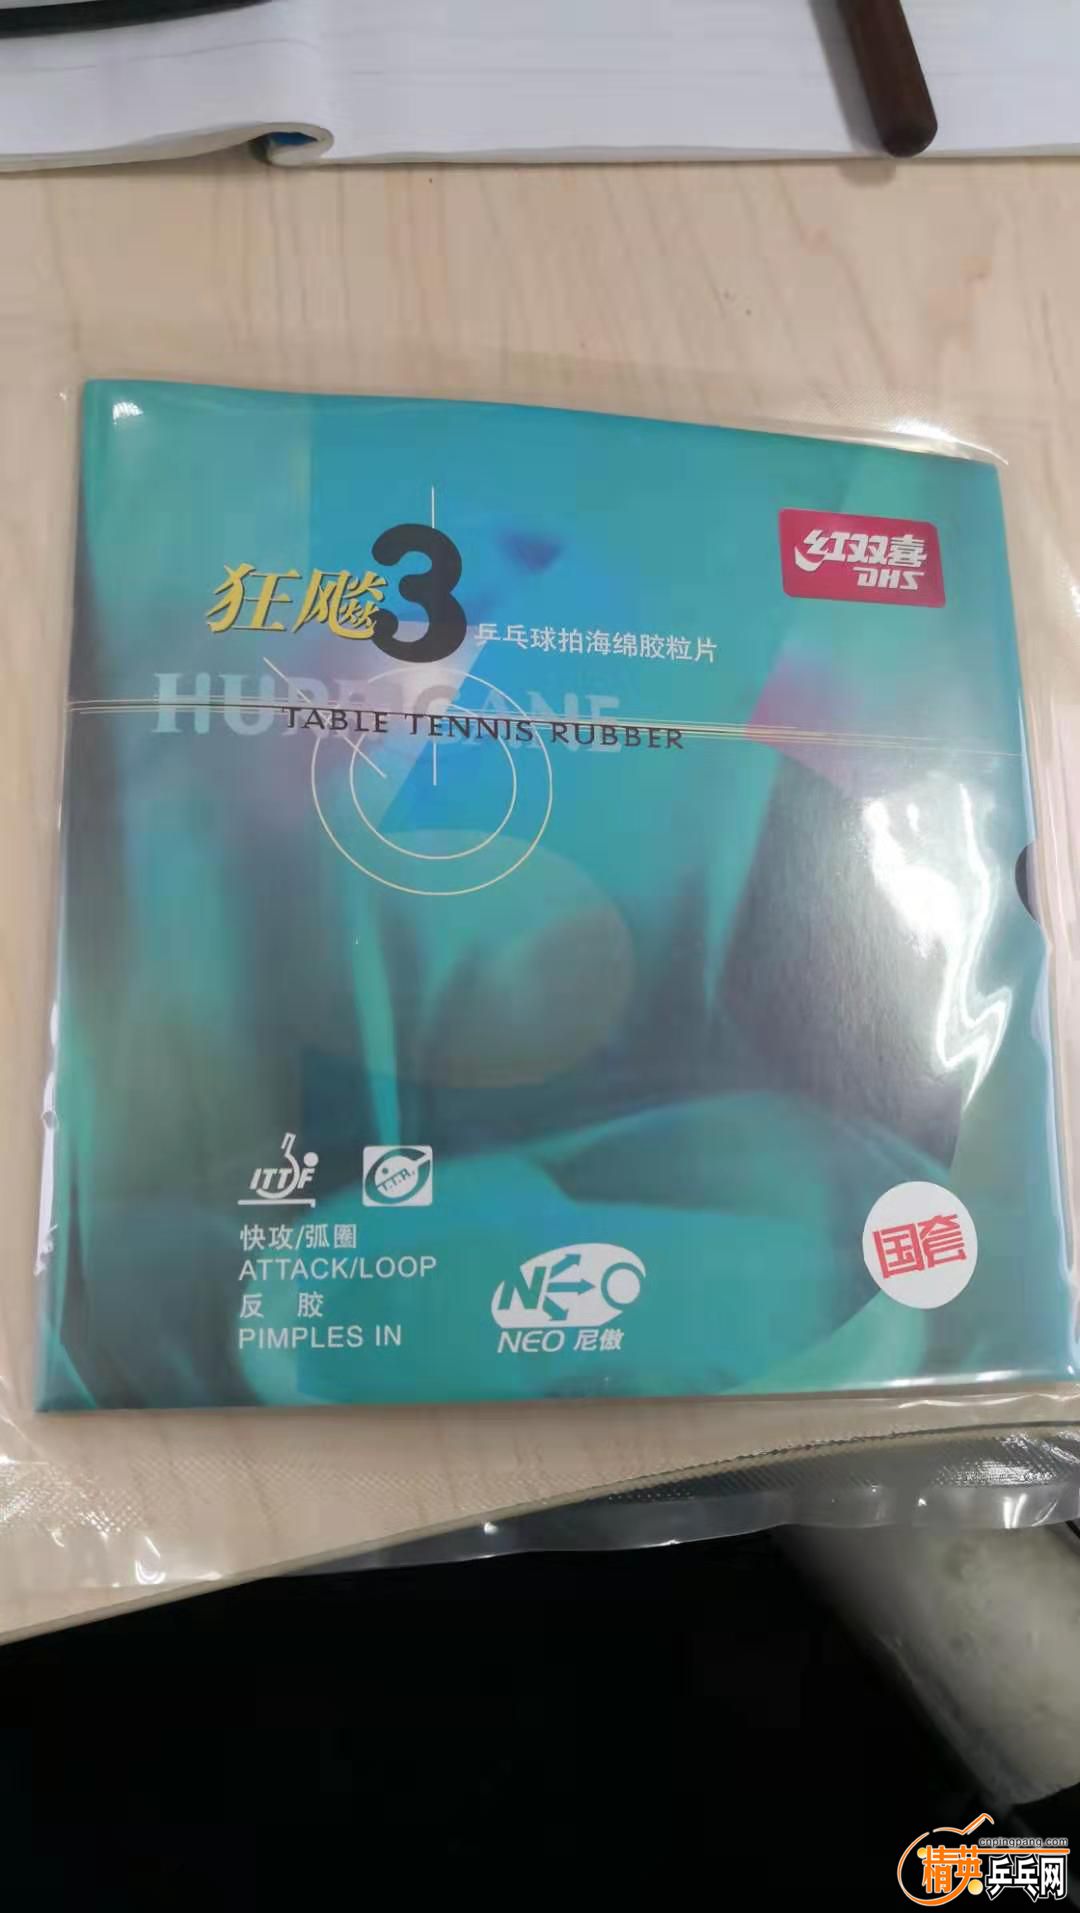 红双喜
DHS
狂飚3
乒乓球拍海绵胶粒片
HURRICANE
TABLE TENNIS RUBBER
ITTF
T.T.R.
快攻/弧圈
ATTACK/LOOP
反 胶
PIMPLES IN
NEO
NEO 尼傲
国套
cnpingpang.com
精英乒乓网